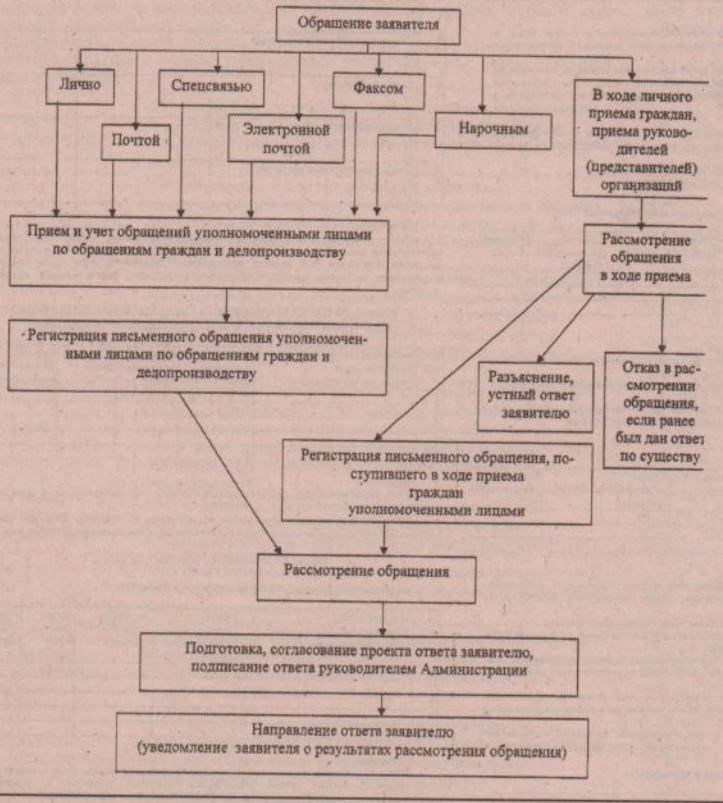 Обращение заявителя
Лично
Спецсвязью
Факсом
В ходе личного
приема граждан,
приема руково-
дителей
(представителей)
организаций
Почтой
Электронной
почтой
Нарочным
Прием и учет обращений уполномоченными лицами
по обращениям граждан и делопроизводству
Рассмотрение
обращения
в ходе приема
Регистрация письменного обращения уполномочен-
ными лицами по обращениям граждан и
делопроизводству
Разъяснение,
устный ответ
заявителю
Отказ в рас-
смотрении
обращения,
если ранее
был дан ответ
по существу
Регистрация письменного обращения, по-
ступившего в ходе приема
граждан
уполномоченными лицами
Рассмотрение обращения
Подготовка, согласование проекта ответа заявителю,
подписание ответа руководителем Администрации
Направление ответа заявителю
(уведомление заявителя о результатах рассмотрения обращения)